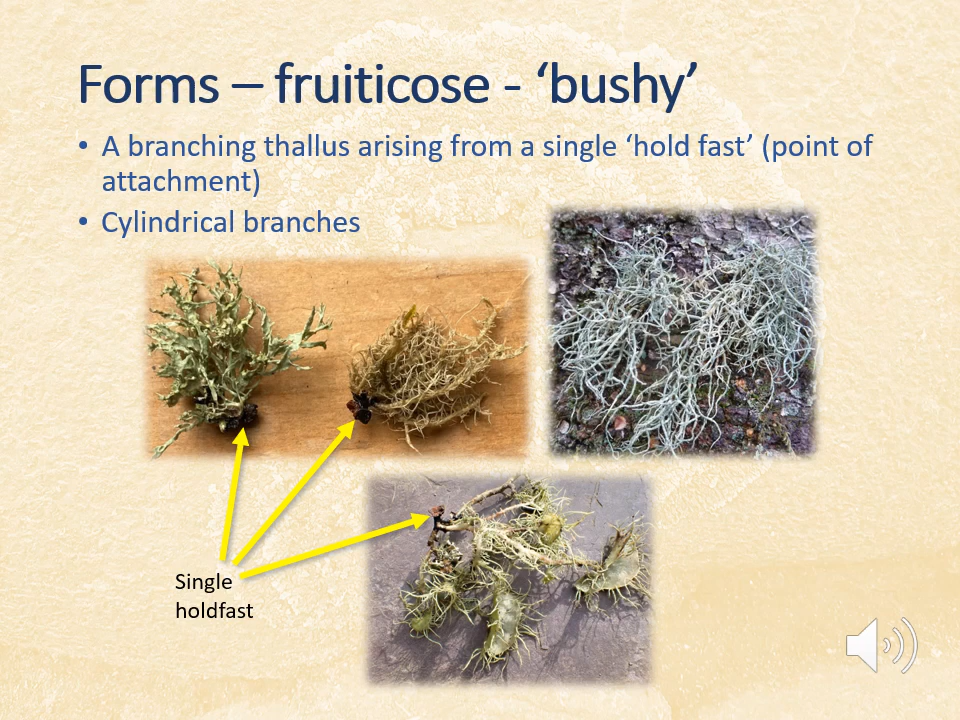 Forms – fruiticose - ‘bushy’
• A branching thallus arising from a single ‘hold fast’ (point of
attachment)
• Cylindrical branches
Single
holdfast